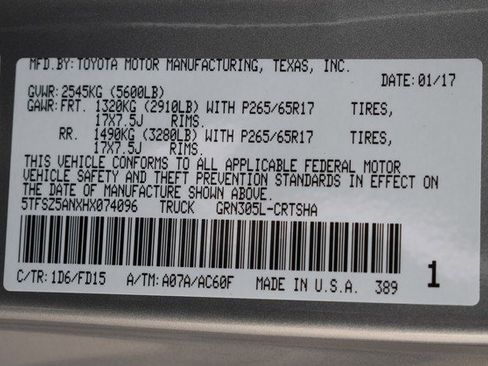 MFD.BY: TOYOTA MOTOR MANUFACTURING, TEXAS, INC.
DATE: 01/17
GVWR: 2545KG (5600LB)
GAWR: FRT. 1320KG (2910LB) WITH P265/65R17 TIRES,
17X7.5J RIMS.
RR. 1490KG (3280LB) WITH P265/65R17 TIRES,
17X7.5J RIMS.
THIS VEHICLE CONFORMS TO ALL APPLICABLE FEDERAL MOTOR
VEHICLE SAFETY AND THEFT PREVENTION STANDARDS IN EFFECT ON
THE DATE OF MANUFACTURE SHOWN ABOVE.
5TFSZ5ANXHX074096 TRUCK GRN305L-CRTSHA
C/TR: 1D6/FD15 A/TM: A07A/AC60F MADE IN U.S.A. 389 1